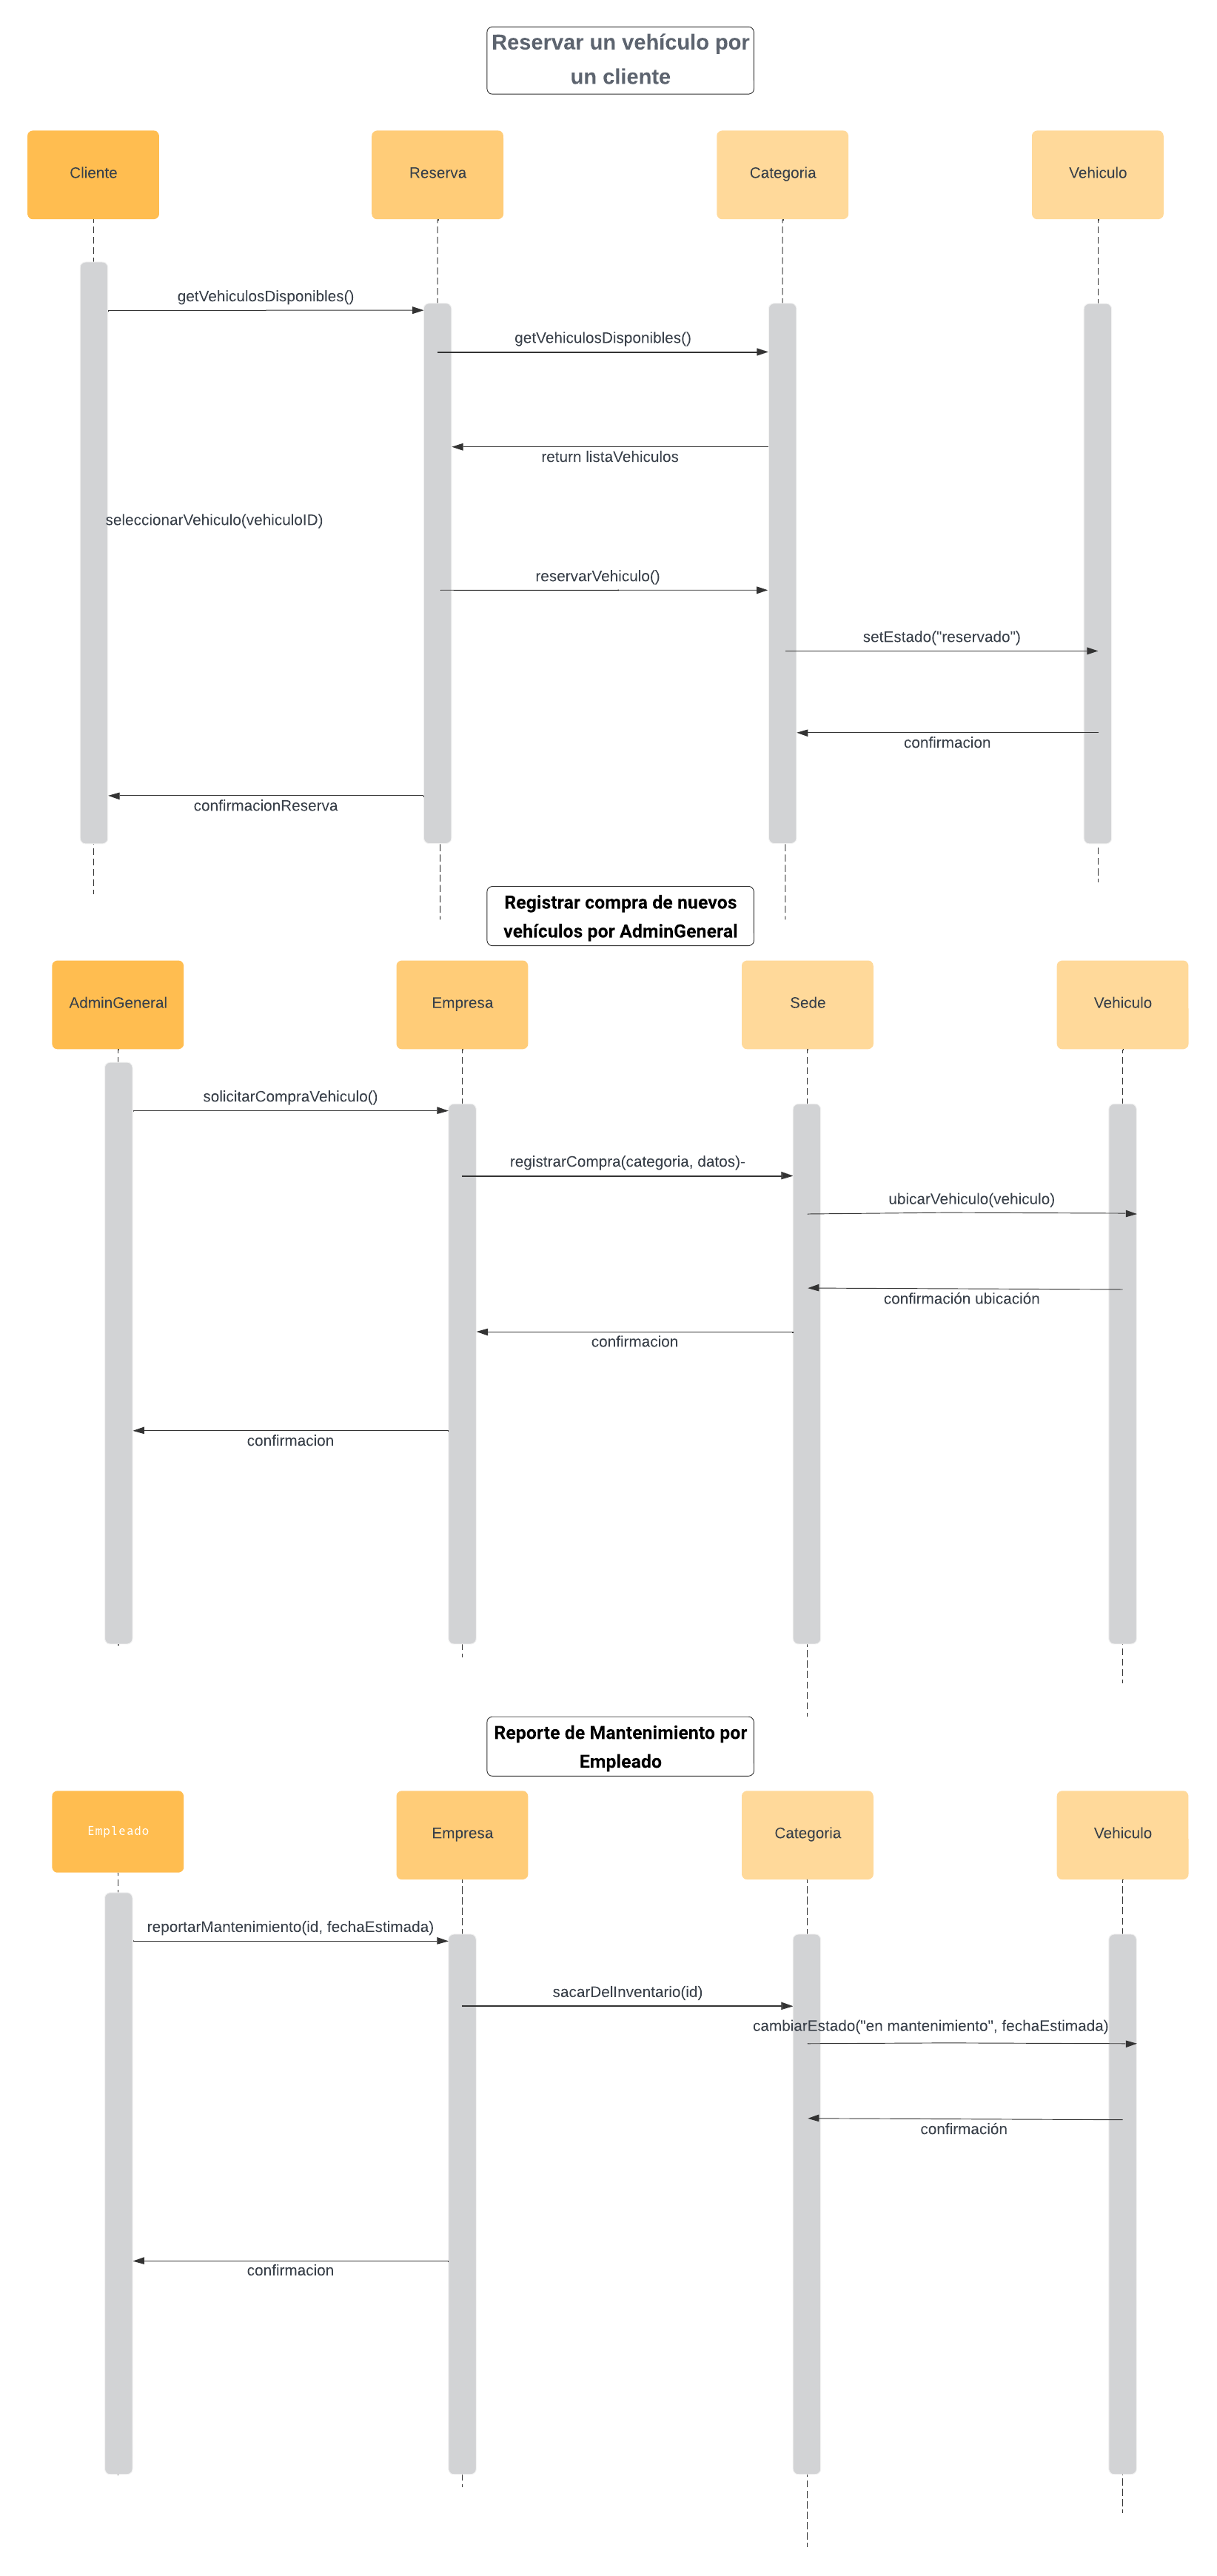 Reservar un vehículo por
un cliente
Cliente
Reserva
Categoria
Vehiculo
getVehiculosDisponibles()
getVehiculosDisponibles()
return listaVehiculos
seleccionarVehiculo(vehiculoID)
reservarVehiculo()
setEstado("reservado")
confirmacion
confirmacionReserva
Registrar compra de nuevos
vehículos por AdminGeneral
AdminGeneral
Empresa
Sede
Vehiculo
solicitarCompraVehiculo()
registrarCompra(categoria, datos)-
ubicarVehiculo(vehiculo)
confirmación ubicación
confirmacion
confirmacion
Reporte de Mantenimiento por
Empleado
Empleado
Empresa
Categoria
Vehiculo
reportarMantenimiento(id, fechaEstimada)
sacarDelInventario(id)
cambiarEstado("en mantenimiento", fechaEstimada)
confirmación
confirmacion